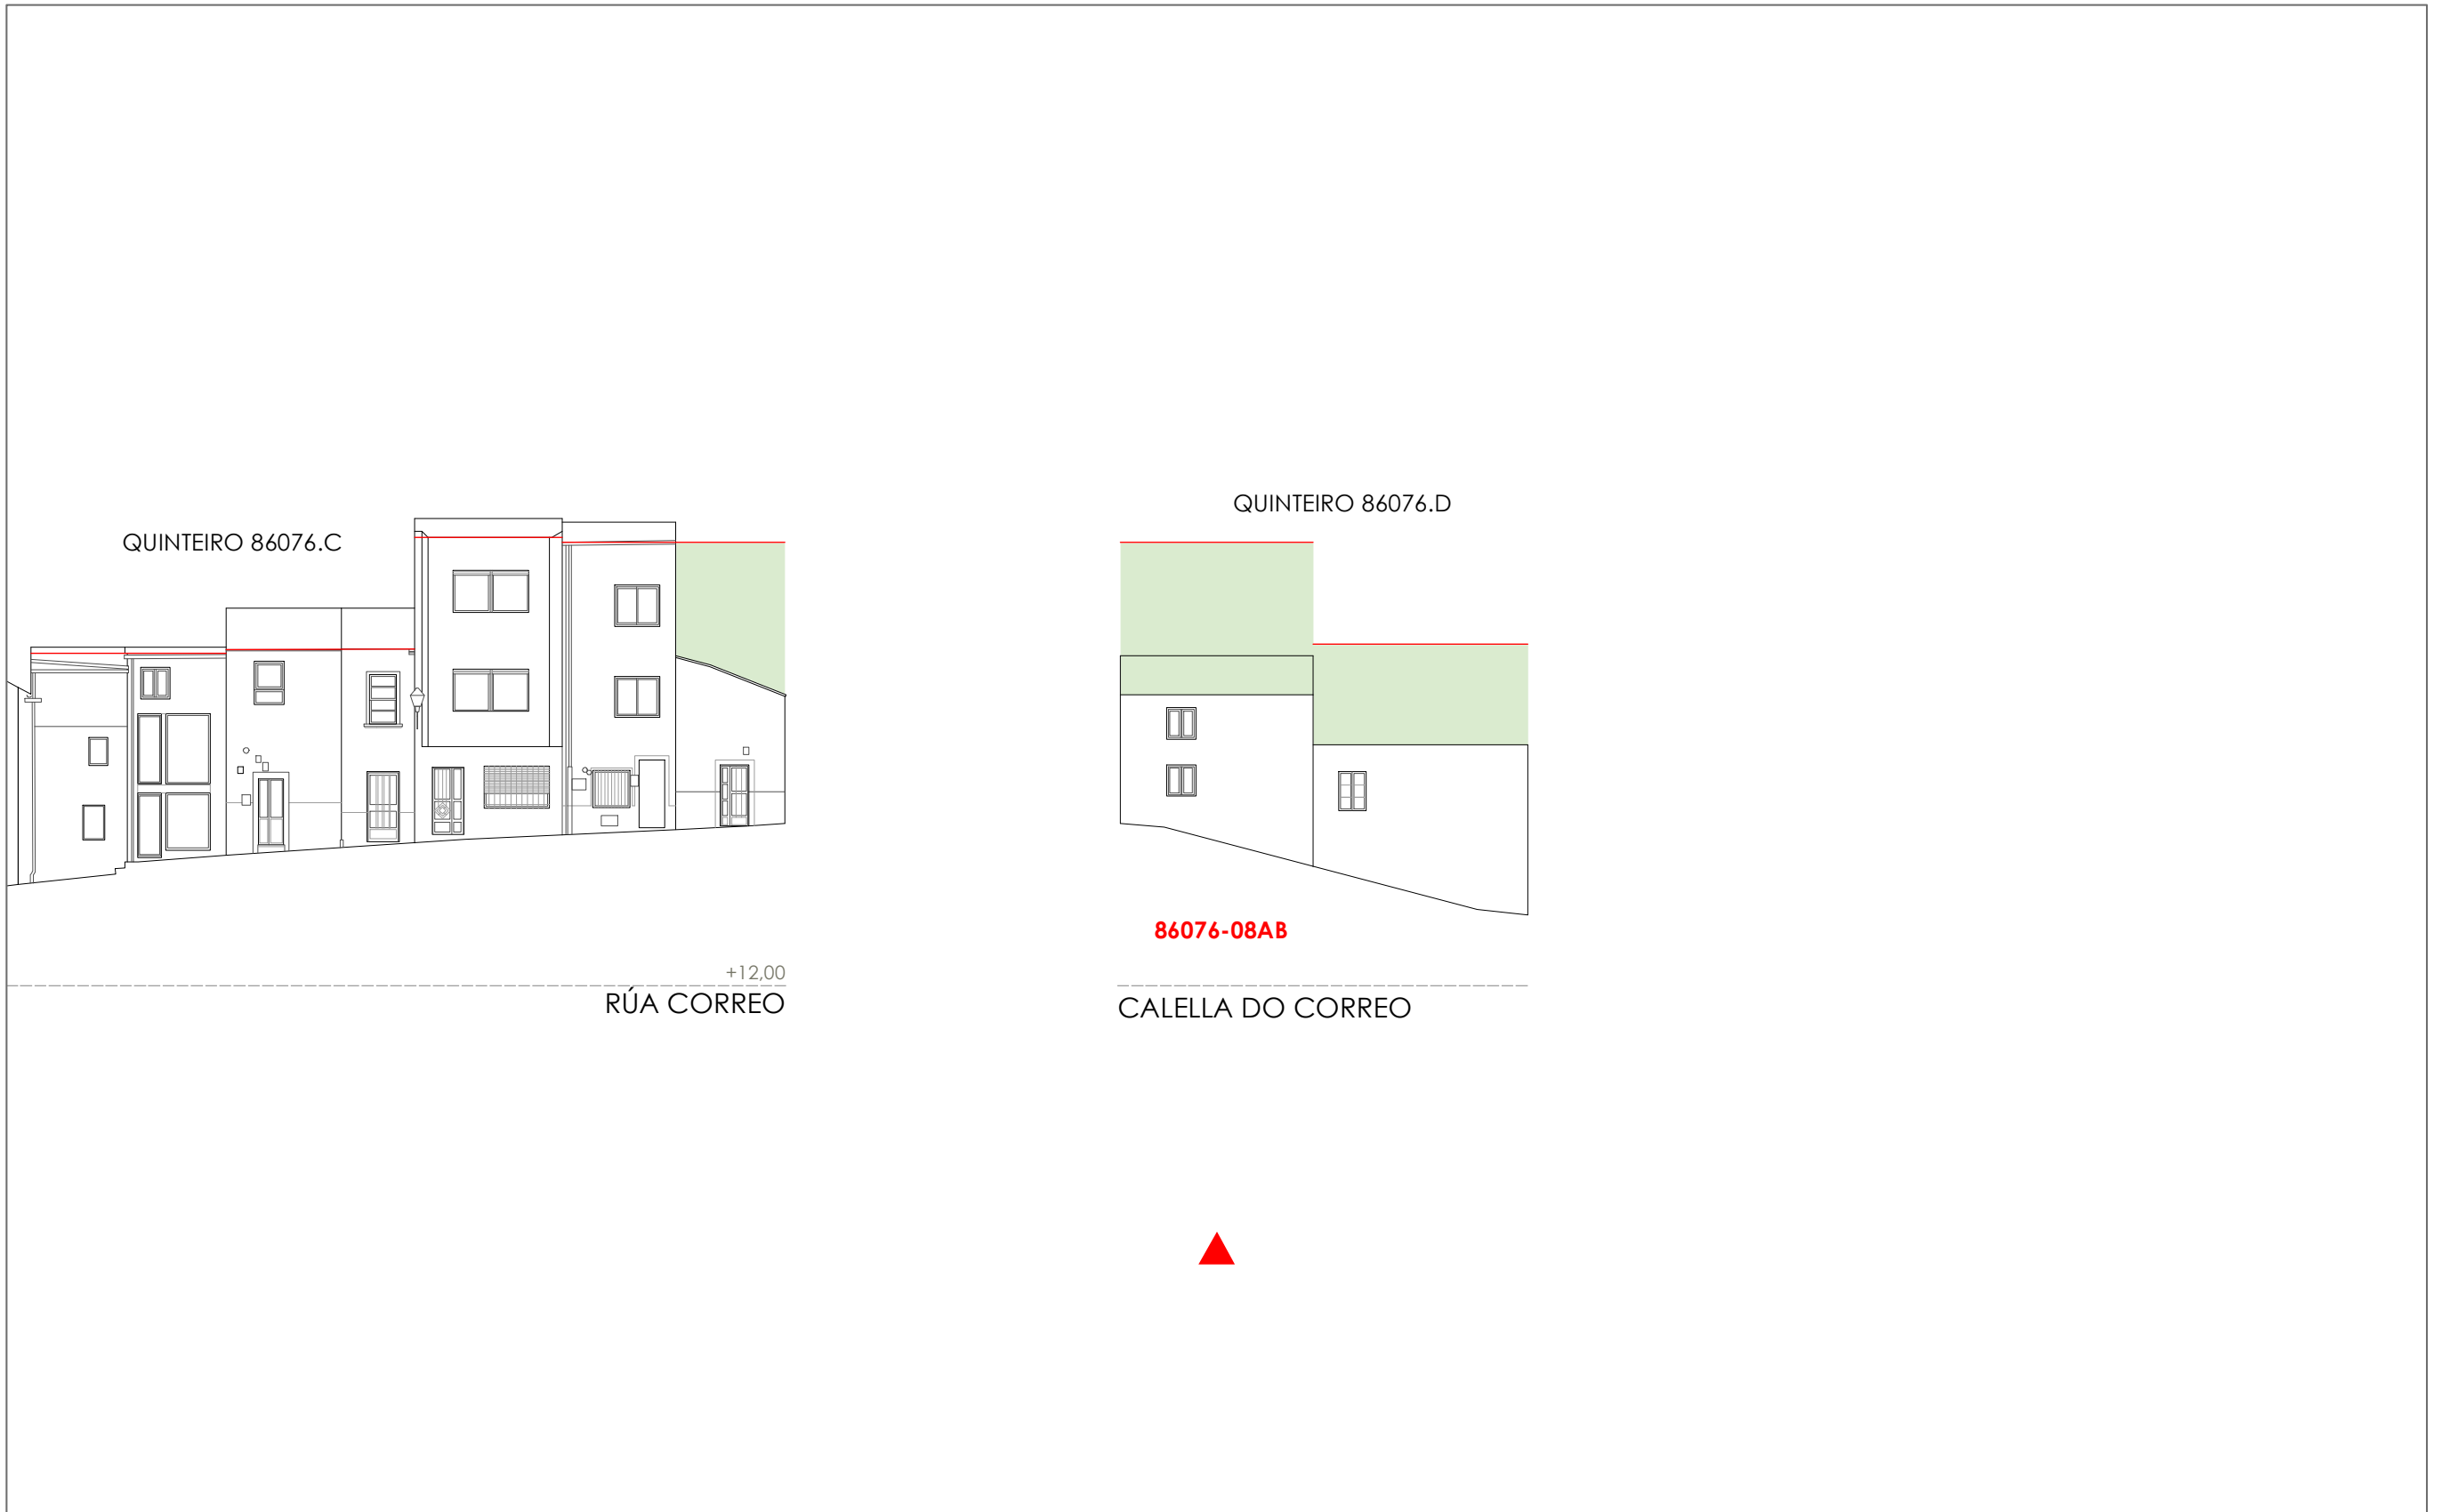 QUINTEIRO 86076.C
QUINTEIRO 86076.D
86076-08AB
+12,00
RÚA CORREO
CALELLA DO CORREO